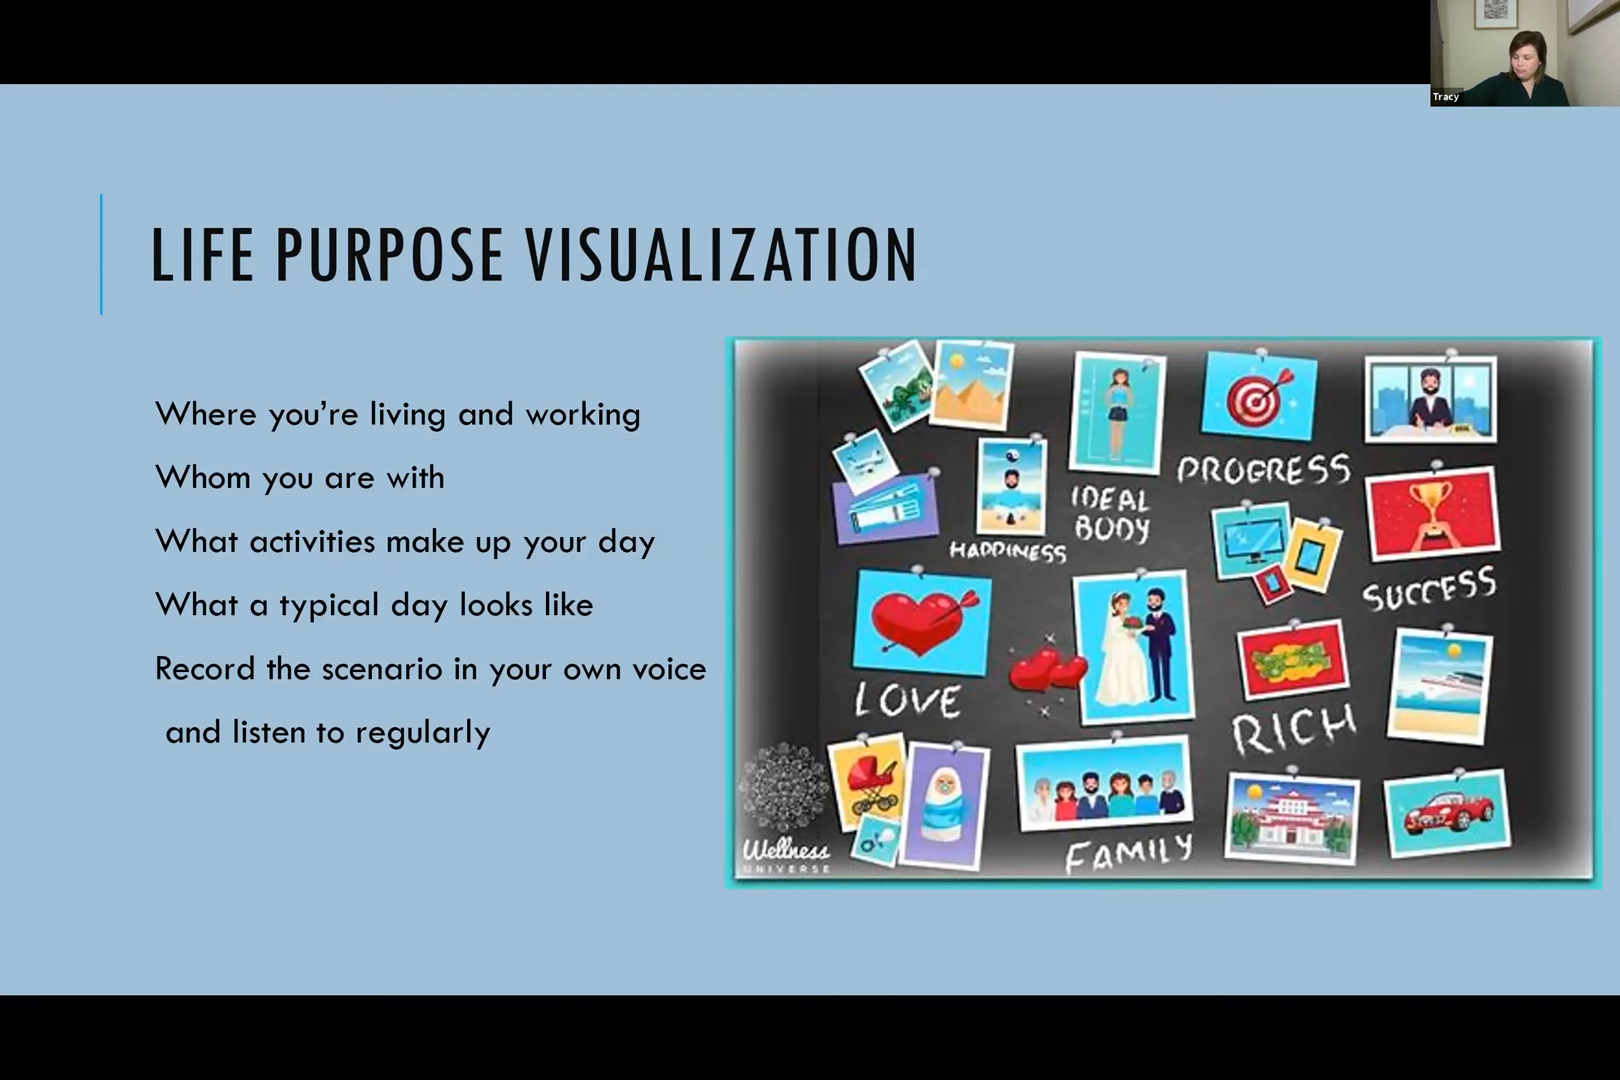 Tracy
LIFE PURPOSE VISUALIZATION
Where you’re living and working
Whom you are with
What activities make up your day
What a typical day looks like
Record the scenario in your own voice
and listen to regularly
PROGRESS
IDEAL
BODY
HAPPINESS
SUCCESS
LOVE
RICH
FAMILY
Wellness
UNIVERSE